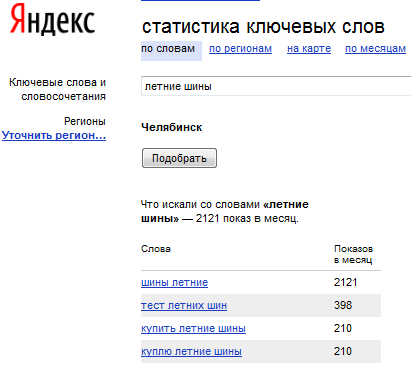 Яндекс
статистика ключевых слов
по словам по регионам на карте по месяцам
Ключевые слова и
словосочетания
летние шины
Регионы
Уточнить регион...
Челябинск
Подобрать
Что искали со словами «летние
шины» — 2121 показ в месяц.
Слова Показов
в месяц
шины летние 2121
тест летних шин 398
купить летние шины 210
куплю летние шины 210